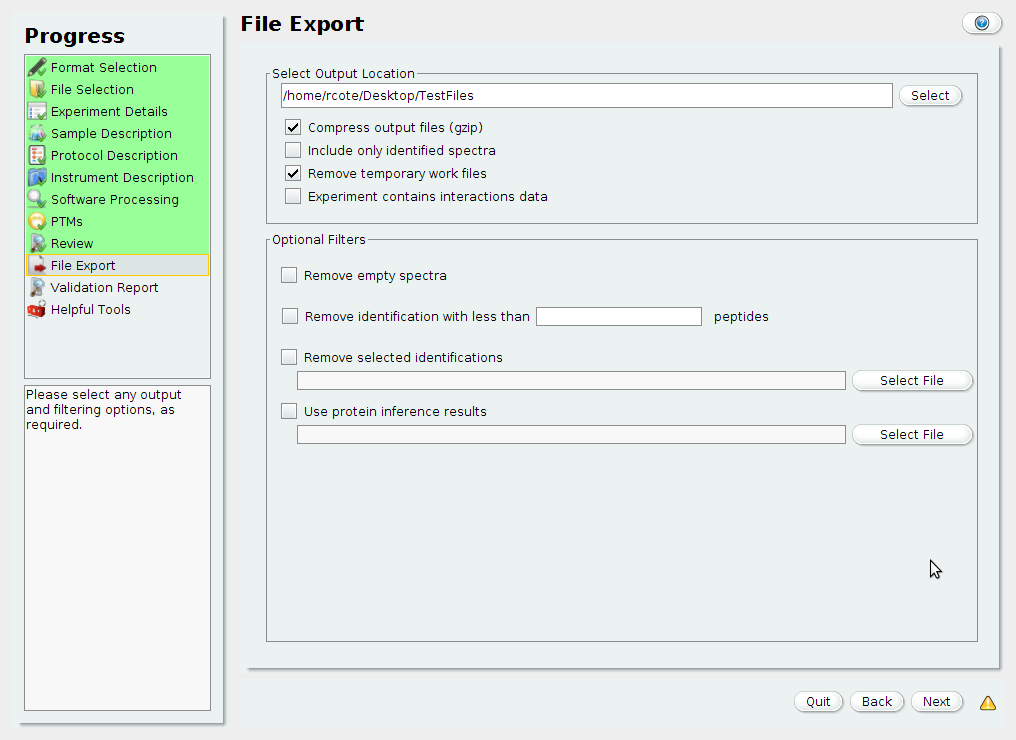 Progress
Format Selection
File Selection
Experiment Details
Sample Description
Protocol Description
Instrument Description
Software Processing
PTMs
Review
File Export
Validation Report
Helpful Tools
Please select any output
and filtering options, as
required.
File Export
Select Output Location
/home/rcote/Desktop/TestFiles
Select
Compress output files (gzip)
Include only identified spectra
Remove temporary work files
Experiment contains interactions data
Optional Filters
Remove empty spectra
Remove identification with less than peptides
Remove selected identifications
Select File
Use protein inference results
Select File
Quit Back Next